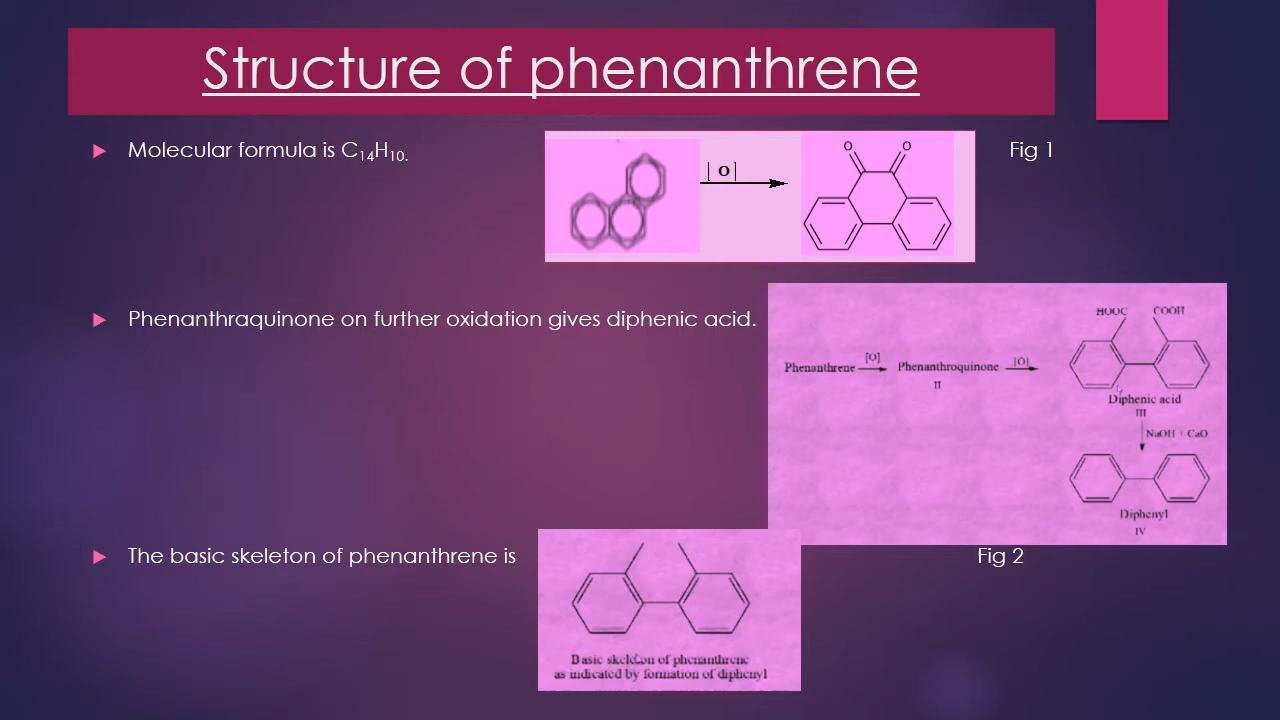 Structure of phenanthrene
Molecular formula is C₁₄H₁₀.
| O |
O O
Fig 1
Phenanthraquinone on further oxidation gives diphenic acid.
HOOC COOH
Phenanthrene [O] Phenanthroquinone [O]
II
Diphenic acid
III
NaOH + CaO
Diphenyl
IV
The basic skeleton of phenanthrene is
Fig 2
Basic skeleton of phenanthrene
as indicated by formation of diphenyl